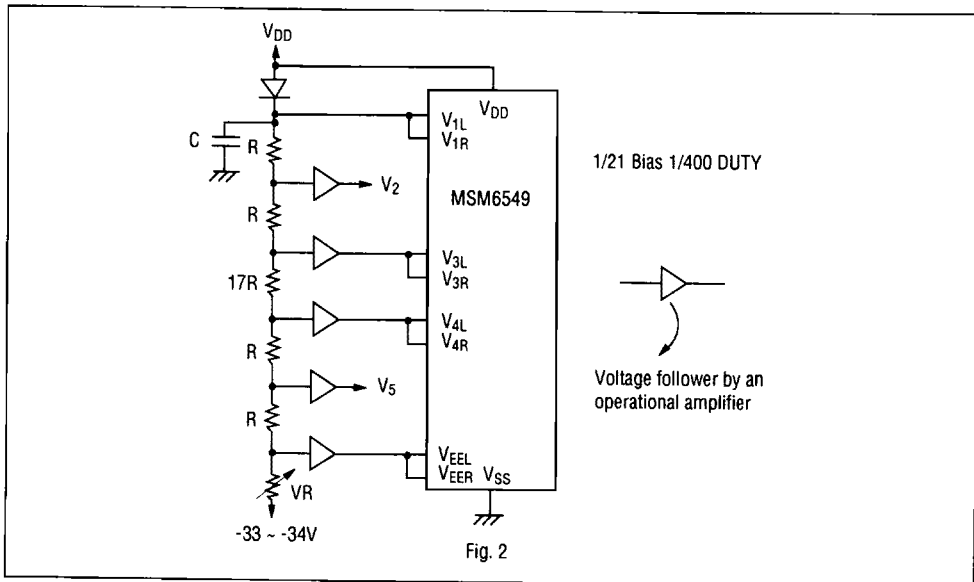 VDD
VDD
C
R
V1L
V1R
1/21 Bias 1/400 DUTY
V2
MSM6549
R
V3L
V3R
17R
V4L
V4R
R
V5
Voltage follower by an
operational amplifier
R
VEEL
VEER
VSS
VR
-33 ~ -34V
Fig. 2